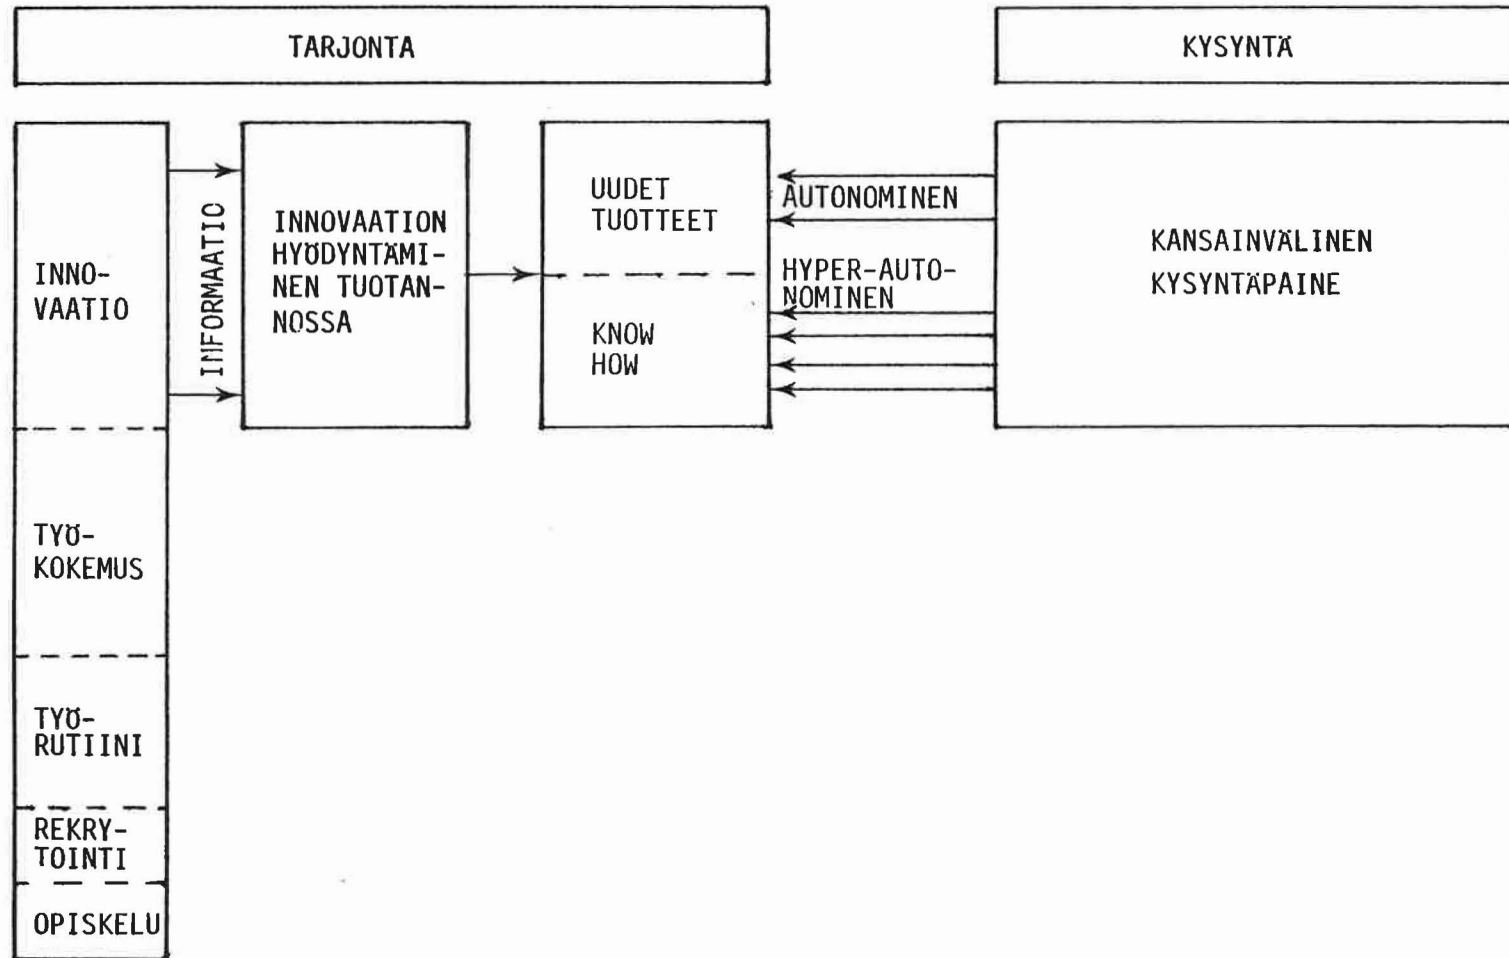 TARJONTA
KYSYNTÄ
INNO-
VAATIO
INFORMAATIO
INNOVAATION
HYÖDYNTÄMI-
NEN TUOTAN-
NOSSA
UUDET
TUOTTEET
KNOW
HOW
AUTONOMINEN
HYPER-AUTO-
NOMINEN
KANSAINVÄLINEN
KYSYNTÄPAINE
TYÖ-
KOKEMUS
TYÖ-
RUTIINI
REKRY-
TOINTI
OPISKELU